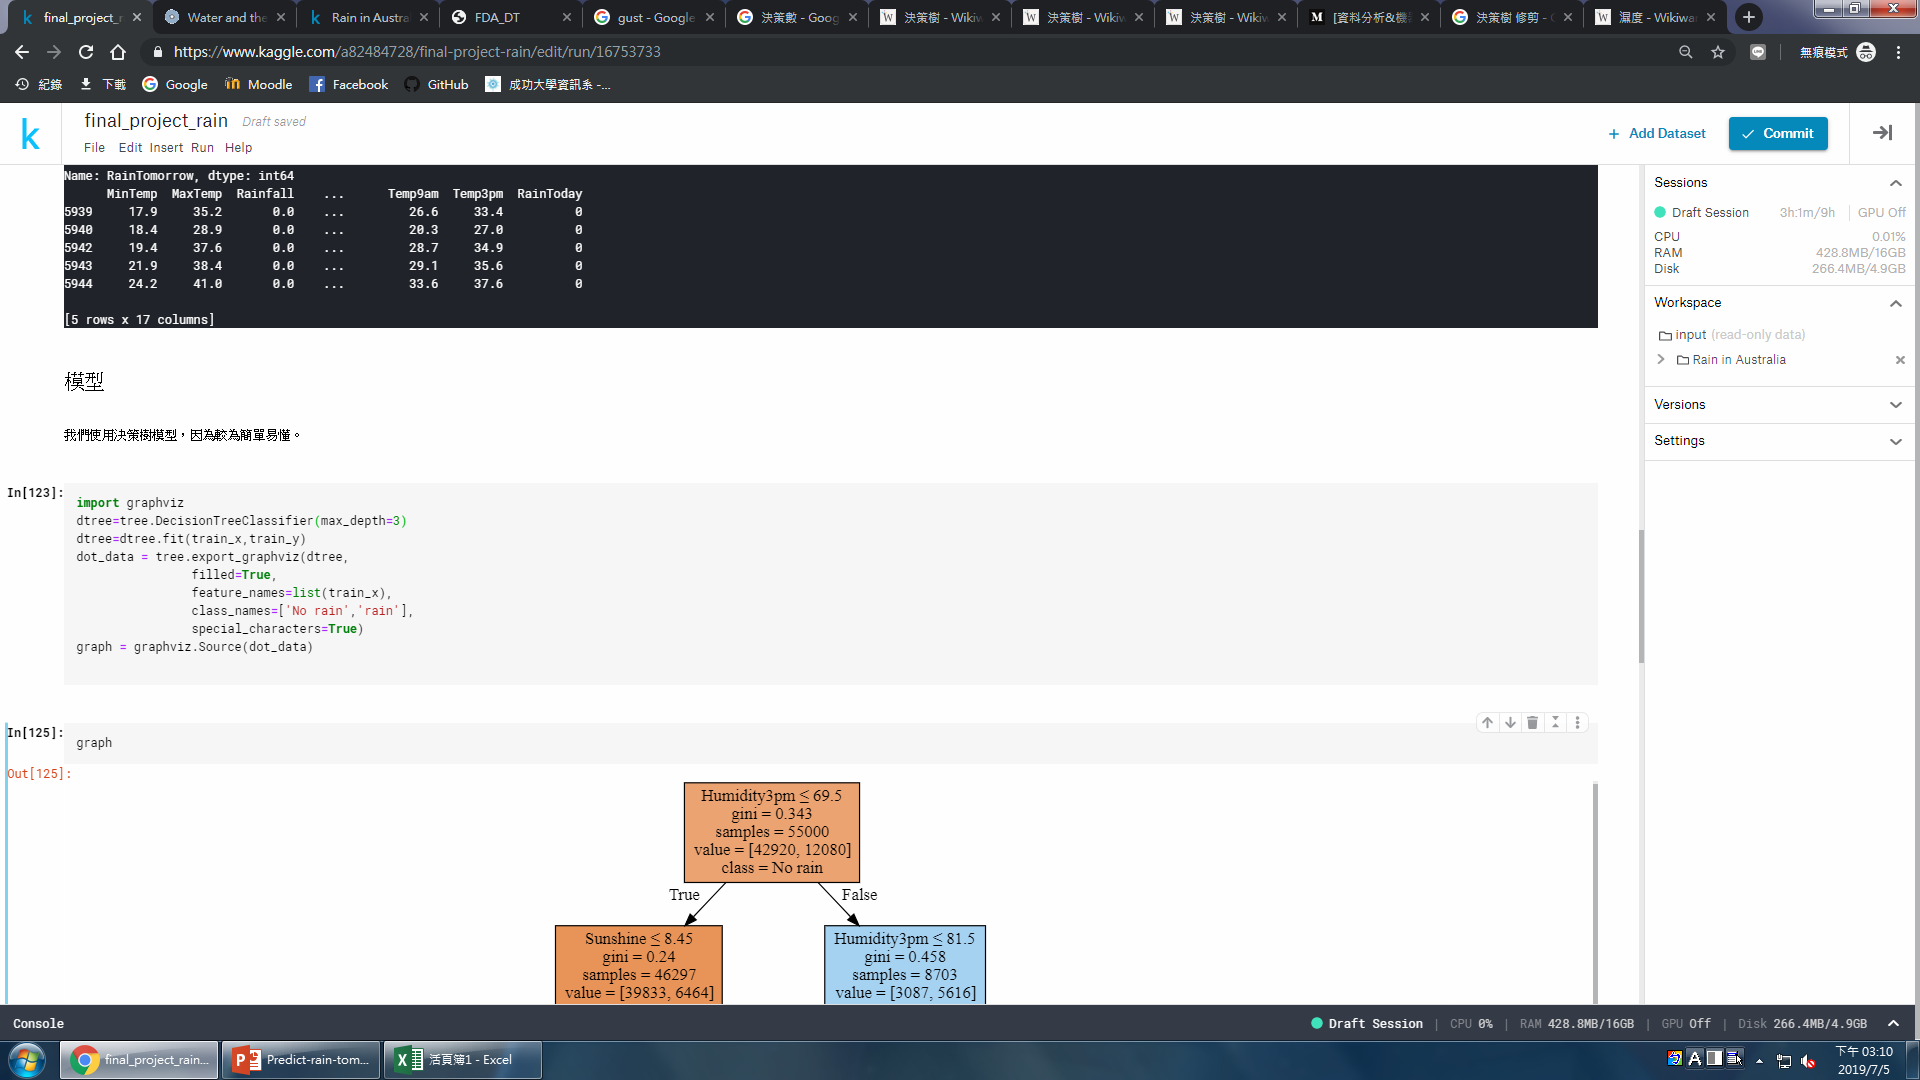 final_project_r
Water and the
Rain in Austra
FDA_DT
gust - Google
決策數 - Goog
決策樹 - Wikiw
決策樹 - Wikiw
決策樹 - Wikiw
[資料分析&機
決策樹 修剪 -
濕度 - Wikiwa
https://www.kaggle.com/a82484728/final-project-rain/edit/run/16753733
無痕模式
紀錄
下載
Google
Moodle
Facebook
GitHub
成功大學資訊系 -...
k
final_project_rain Draft saved
File Edit Insert Run Help
+ Add Dataset
Commit
Name: RainTomorrow, dtype: int64
MinTemp MaxTemp Rainfall ... Temp9am Temp3pm RainToday
5939 17.9 35.2 0.0 ... 26.6 33.4 0
5940 18.4 28.9 0.0 ... 20.3 27.0 0
5942 19.4 37.6 0.0 ... 28.7 34.9 0
5943 21.9 38.4 0.0 ... 29.1 35.6 0
5944 24.2 41.0 0.0 ... 33.6 37.6 0
[5 rows x 17 columns]
模型
我們使用決策樹模型，因為較為簡單易懂。
In[123]:
import graphviz
dtree=tree.DecisionTreeClassifier(max_depth=3)
dtree=dtree.fit(train_x,train_y)
dot_data = tree.export_graphviz(dtree,
filled=True,
feature_names=list(train_x),
class_names=['No rain','rain'],
special_characters=True)
graph = graphviz.Source(dot_data)
In[125]:
graph
Out[125]:
Humidity3pm ≤ 69.5
gini = 0.343
samples = 55000
value = [42920, 12080]
class = No rain
True
False
Sunshine ≤ 8.45
gini = 0.24
samples = 46297
value = [39833, 6464]
Humidity3pm ≤ 81.5
gini = 0.458
samples = 8703
value = [3087, 5616]
Sessions
Draft Session 3h:1m/9h GPU Off
CPU 0.01%
RAM 428.8MB/16GB
Disk 266.4MB/4.9GB
Workspace
input (read-only data)
Rain in Australia
Versions
Settings
Console
Draft Session | CPU 0% | RAM 428.8MB/16GB | GPU Off | Disk 266.4MB/4.9GB
final_project_rain...
Predict-rain-tom...
活頁簿1 - Excel
下午 03:10
2019/7/5